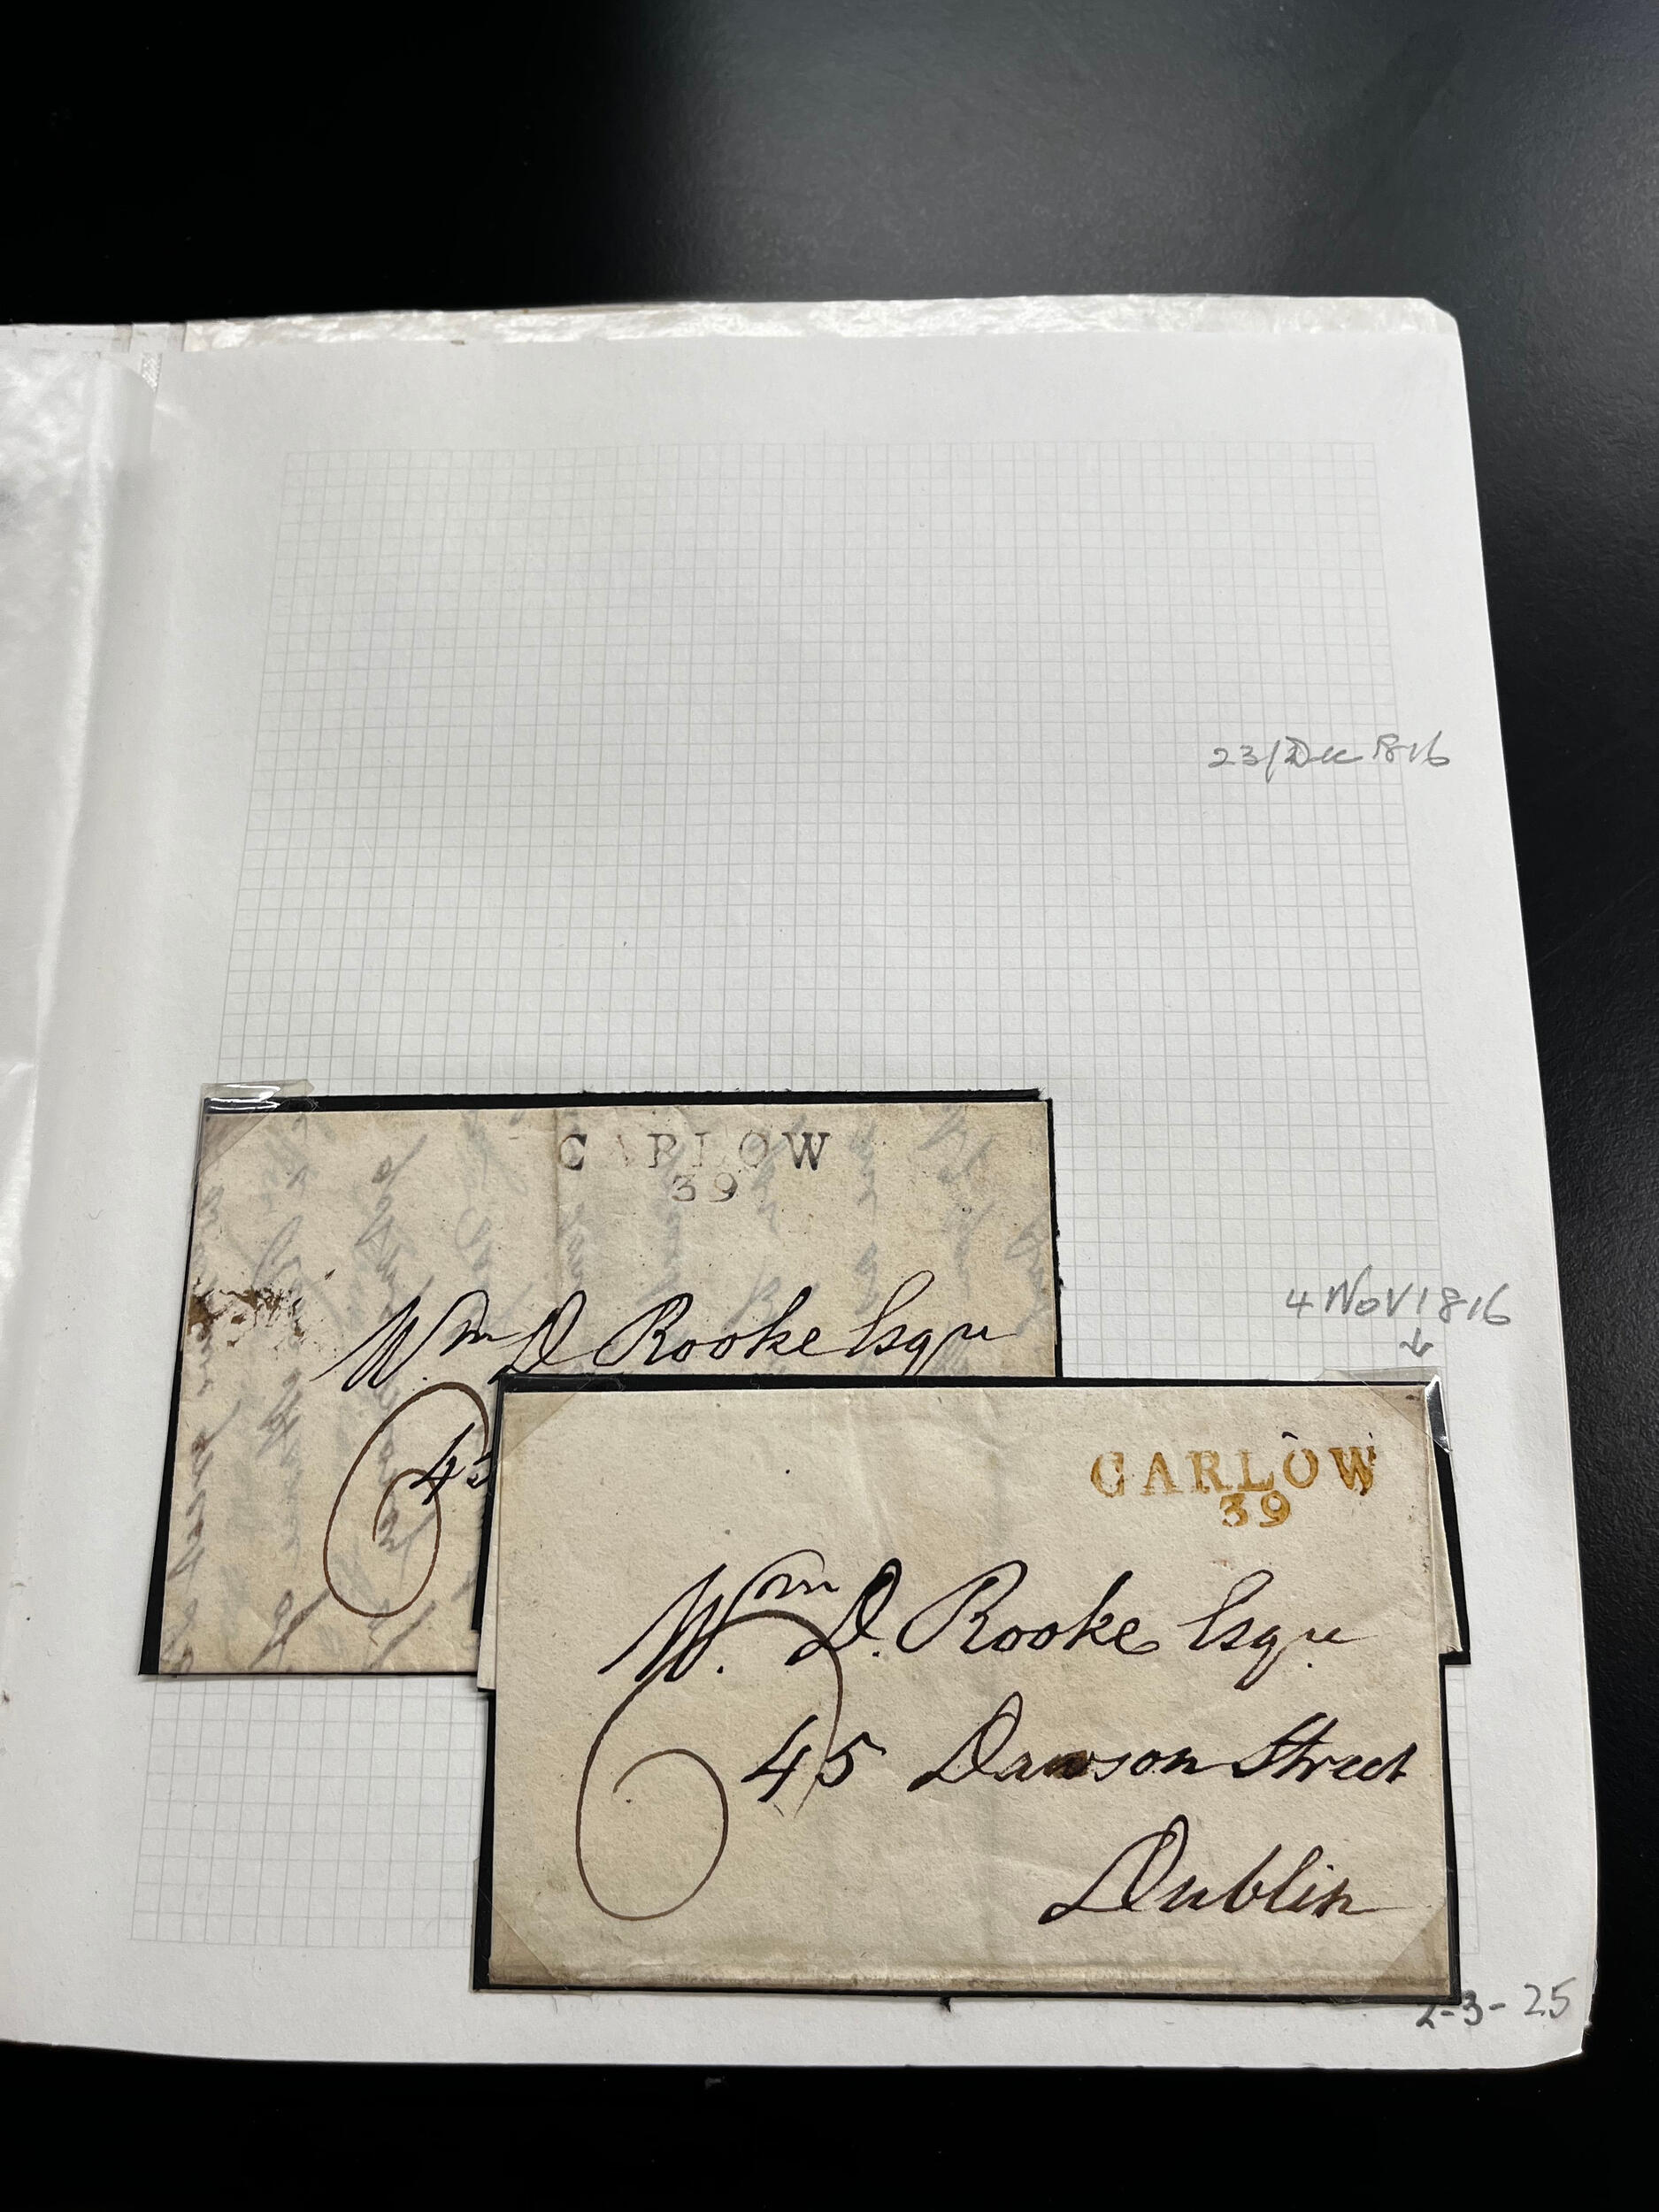 23/Dec 1816
CARLOW
39
Wm D Rooke Esqr
6
45
4 NOV 1816
↓
CARLOW
39
Wm. D. Rooke Esqr.
6
45 Dawson Street
Dublin
2-3-25